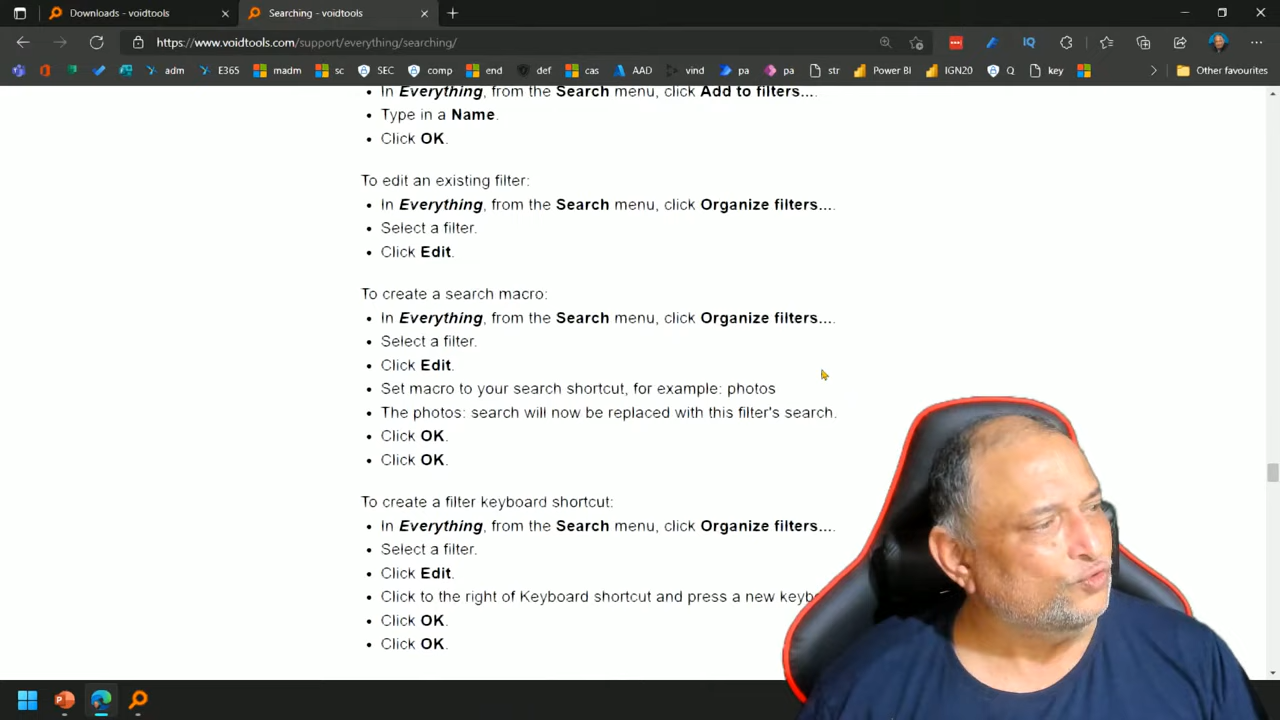 Downloads - voidtools
Searching - voidtools
https://www.voidtools.com/support/everything/searching/
adm
E365
madm
sc
SEC
comp
end
def
cas
AAD
vind
pa
pa
str
Power BI
IGN20
Q
key
Other favourites
In Everything, from the Search menu, click Add to filters....
Type in a Name.
Click OK.
To edit an existing filter:
In Everything, from the Search menu, click Organize filters....
Select a filter.
Click Edit.
To create a search macro:
In Everything, from the Search menu, click Organize filters....
Select a filter.
Click Edit.
Set macro to your search shortcut, for example: photos
The photos: search will now be replaced with this filter's search.
Click OK.
Click OK.
To create a filter keyboard shortcut:
In Everything, from the Search menu, click Organize filters....
Select a filter.
Click Edit.
Click to the right of Keyboard shortcut and press a new keyb
Click OK.
Click OK.